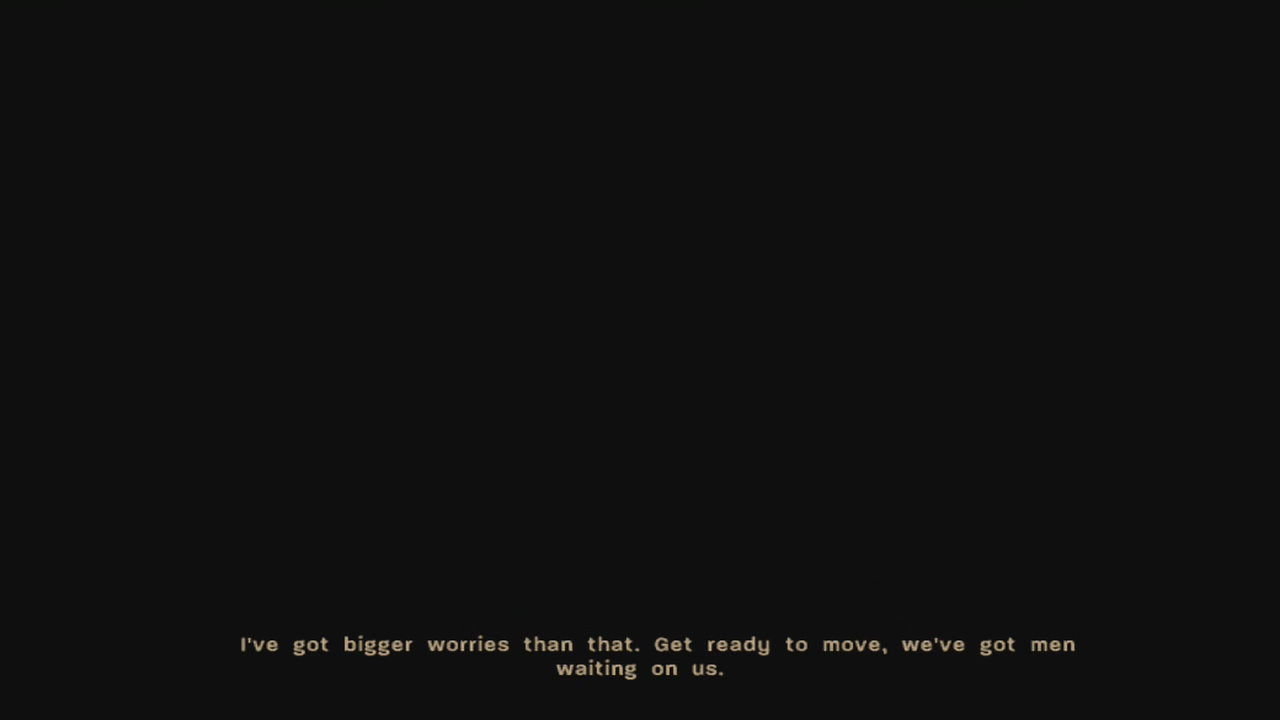 I've got bigger worries than that. Get ready to move, we've got men
waiting on us.